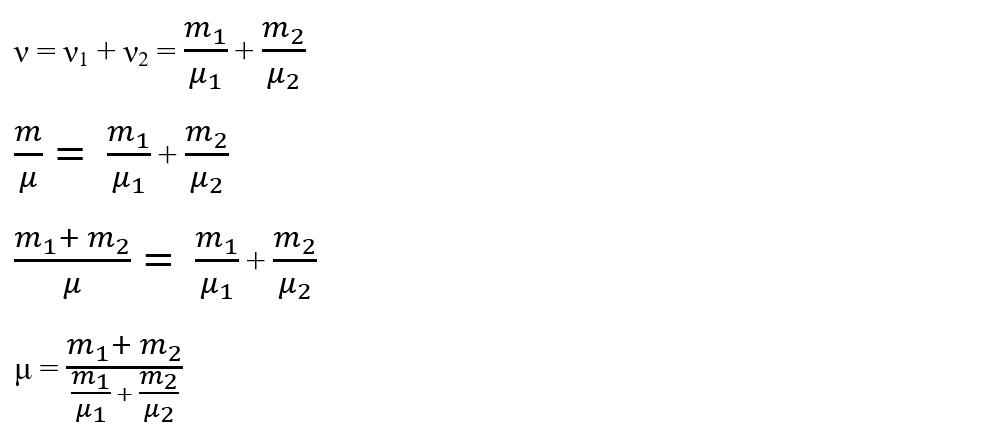 ν = ν₁ + ν₂ = m₁/μ₁ + m₂/μ₂
m/μ = m₁/μ₁ + m₂/μ₂
(m₁ + m₂)/μ = m₁/μ₁ + m₂/μ₂
μ = (m₁ + m₂)/(m₁/μ₁ + m₂/μ₂)